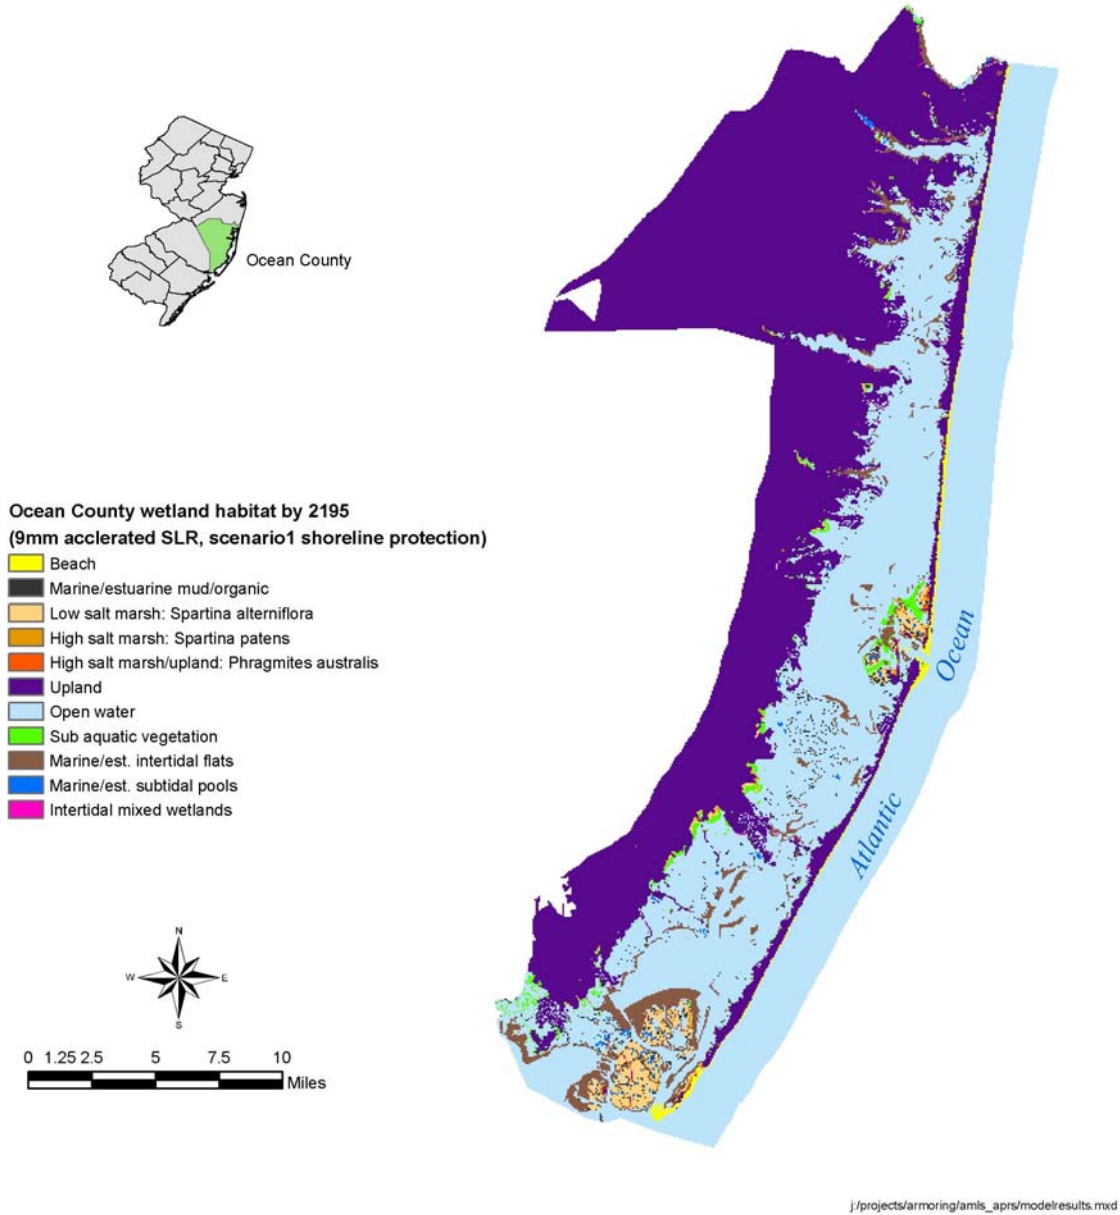 Ocean County
Ocean County wetland habitat by 2195
(9mm acclerated SLR, scenario1 shoreline protection)
Beach
Marine/estuarine mud/organic
Low salt marsh: Spartina alterniflora
High salt marsh: Spartina patens
High salt marsh/upland: Phragmites australis
Upland
Open water
Sub aquatic vegetation
Marine/est. intertidal flats
Marine/est. subtidal pools
Intertidal mixed wetlands
Ocean
Atlantic
N
W E
S
0 1.25 2.5 5 7.5 10
Miles
j:/projects/armoring/amls_aprs/modelresults.mxd